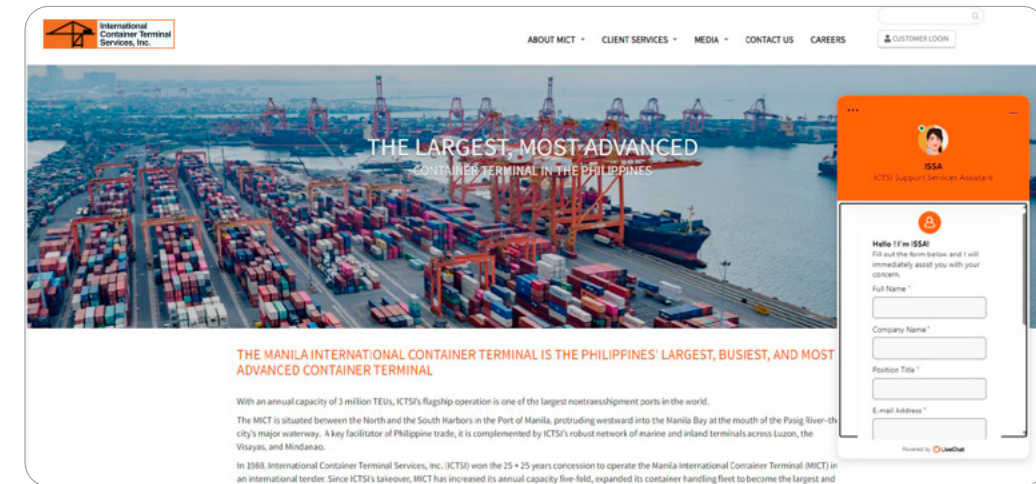 International
Container Terminal
Services, Inc.
ABOUT MICT
CLIENT SERVICES
MEDIA
CONTACT US
CAREERS
CUSTOMER LOGIN
THE LARGEST, MOST ADVANCED
CONTAINER TERMINAL IN THE PHILIPPINES
ISSA
ICTSI Support Services Assistant
Hello ! I'm ISSA!
Fill out the form below and I will
immediately assist you with your
concern.
Full Name *
Company Name *
Position Title *
E-mail Address *
Powered by LiveChat
THE MANILA INTERNATIONAL CONTAINER TERMINAL IS THE PHILIPPINES' LARGEST, BUSIEST, AND MOST
ADVANCED CONTAINER TERMINAL
With an annual capacity of 3 million TEUs, ICTSI's flagship operation is one of the largest nontransshipment ports in the world.
The MICT is situated between the North and the South Harbors in the Port of Manila, protruding westward into the Manila Bay at the mouth of the Pasig River–th
city's major waterway. A key facilitator of Philippine trade, it is complemented by ICTSI's robust network of marine and inland terminals across Luzon, the
Visayas, and Mindanao.
In 1988, International Container Terminal Services, Inc. (ICTSI) won the 25 + 25 years concession to operate the Manila International Container Terminal (MICT) in
an international tender. Since ICTSI's takeover, MICT has increased its annual capacity five-fold, expanded its container handling fleet to become the largest and